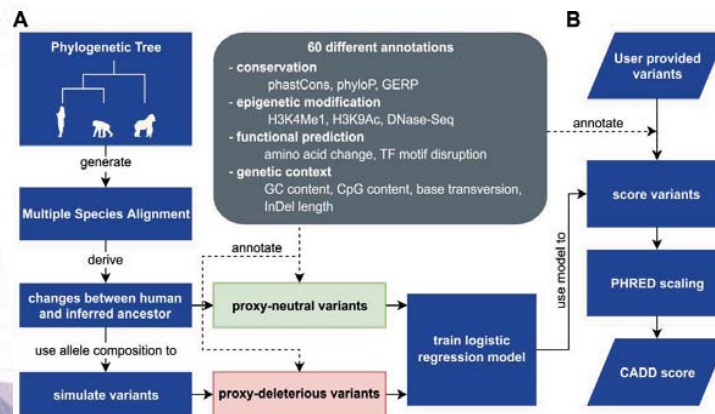 A
Phylogenetic Tree
generate
Multiple Species Alignment
derive
changes between human
and inferred ancestor
use allele composition to
simulate variants
60 different annotations
- conservation
phastCons, phyloP, GERP
- epigenetic modification
H3K4Me1, H3K9Ac, DNase-Seq
- functional prediction
amino acid change, TF motif disruption
- genetic context
GC content, CpG content, base transversion,
InDel length
annotate
proxy-neutral variants
proxy-deleterious variants
train logistic
regression model
use model to
B
User provided
variants
annotate
score variants
PHRED scaling
CADD score